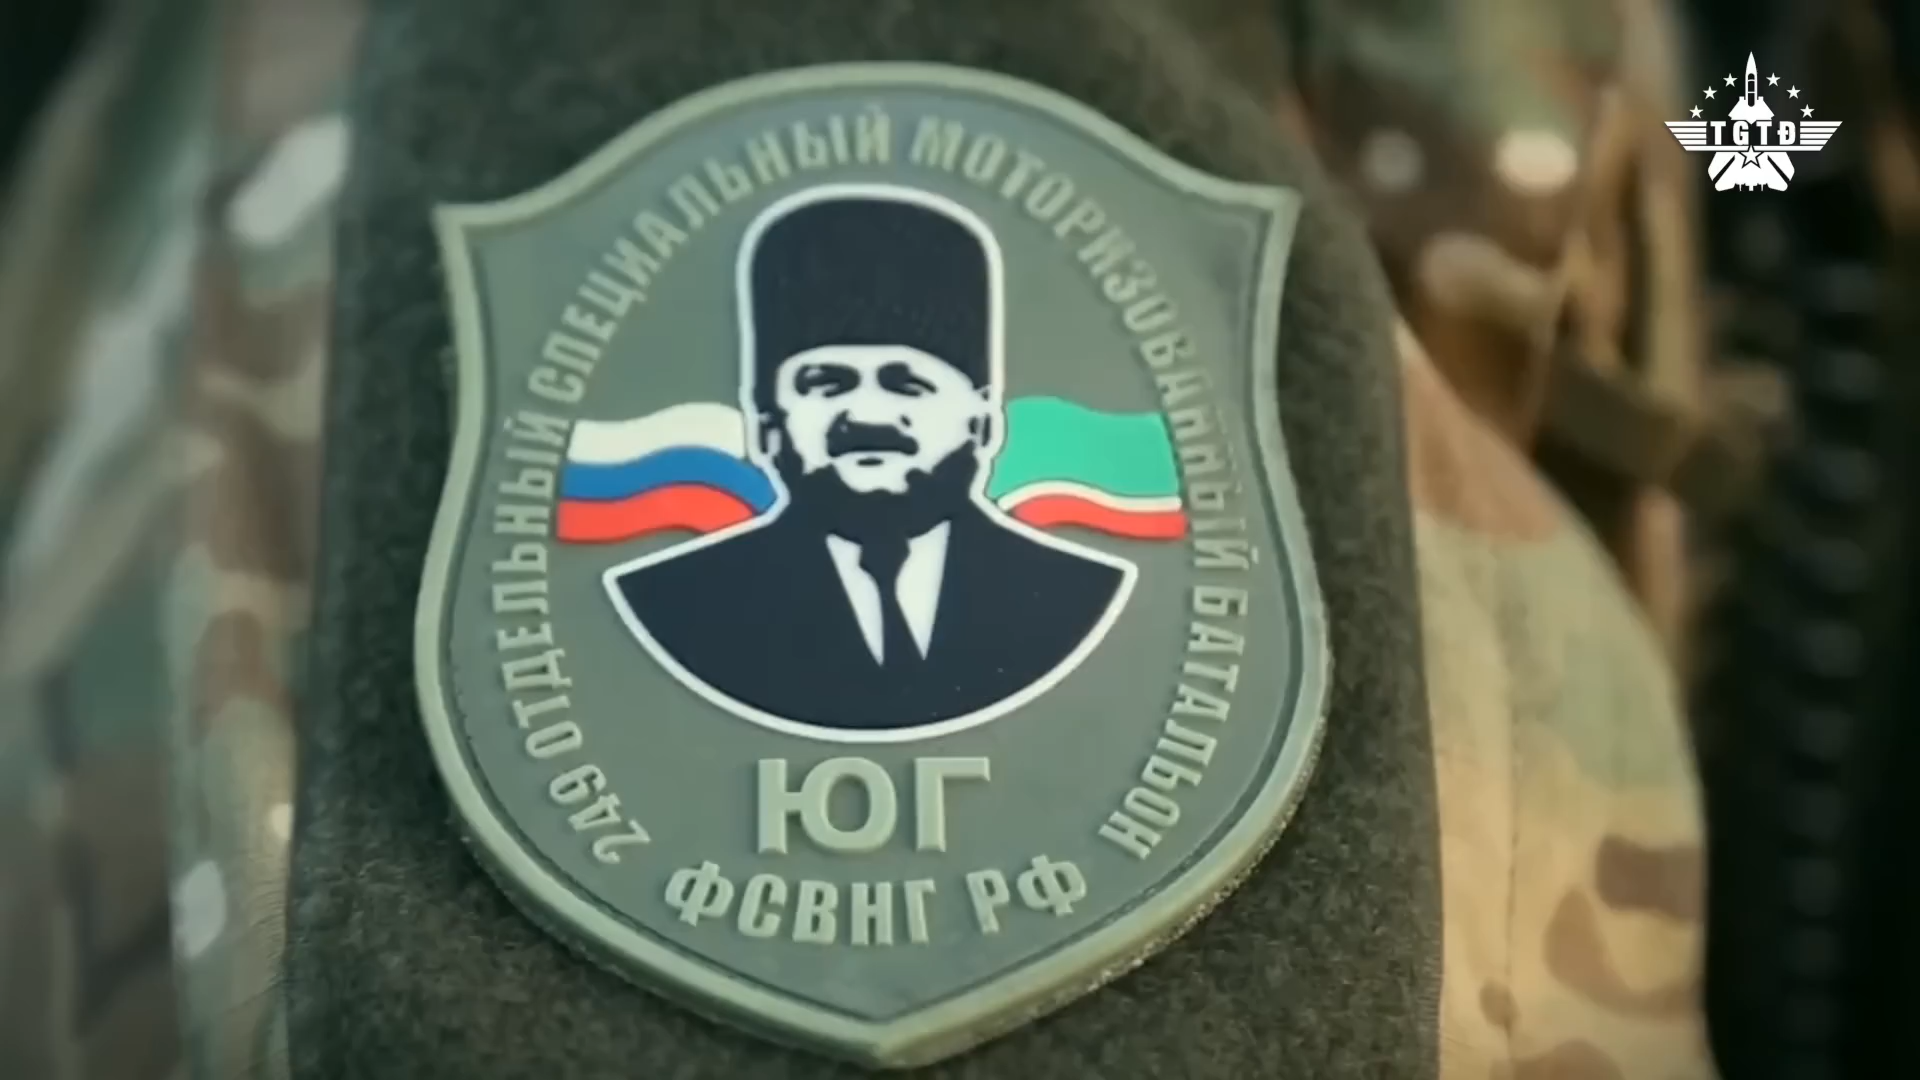 249 ОТДЕЛЬНЫЙ СПЕЦИАЛЬНЫЙ МОТОРИЗОВАННЫЙ БАТАЛЬОН
ЮГ
ФСВНГ РФ
TGTĐ